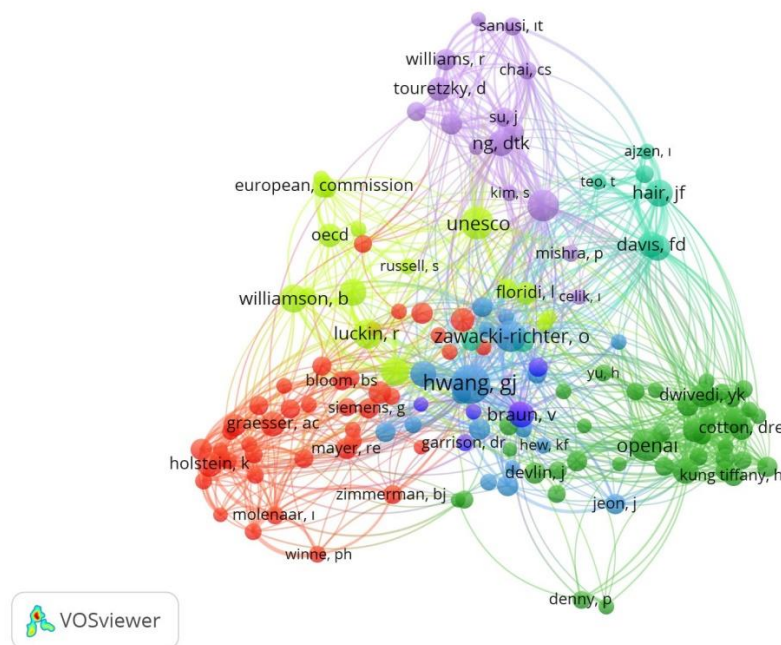 sanusi, ıt
williams, r
chai, cs
touretzky, d
su, j
ng, dtk
ajzen, ı
european, commission
kim, s
teo, t
hair, jf
unesco
oecd
mishra, p
davıs, fd
russell, s
williamson, b
floridi, l
celik, ı
luckin, r
zawacki-richter, o
bloom, bs
hwang, gj
yu, h
dwivedi, yk
siemens, g
graesser, ac
braun, v
cotton, dre
mayer, re
garrison, dr
hew, kf
openaı
holstein, k
devlin, j
kung tiffany, h
zimmerman, bj
jeon, j
molenaar, ı
winne, ph
denny, p
VOSviewer